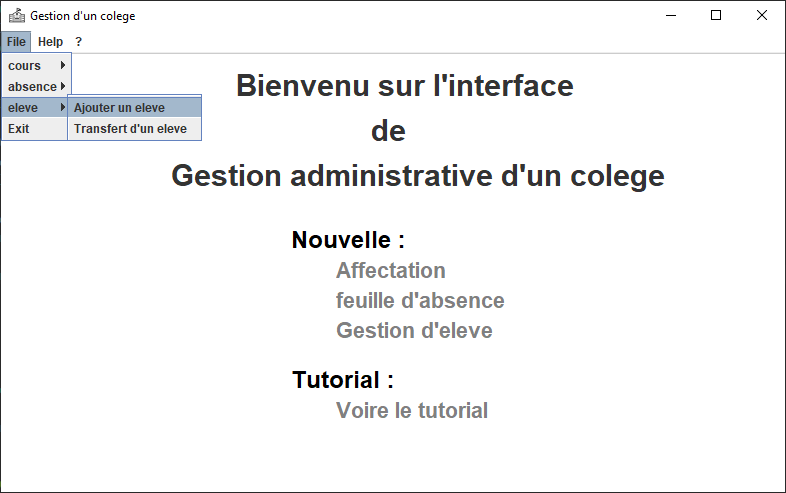 Gestion d'un colege
File Help ?
cours
absence
eleve
Exit
Ajouter un eleve
Transfert d'un eleve
Bienvenu sur l'interface
de
Gestion administrative d'un colege
Nouvelle :
Affectation
feuille d'absence
Gestion d'eleve
Tutorial :
Voire le tutorial